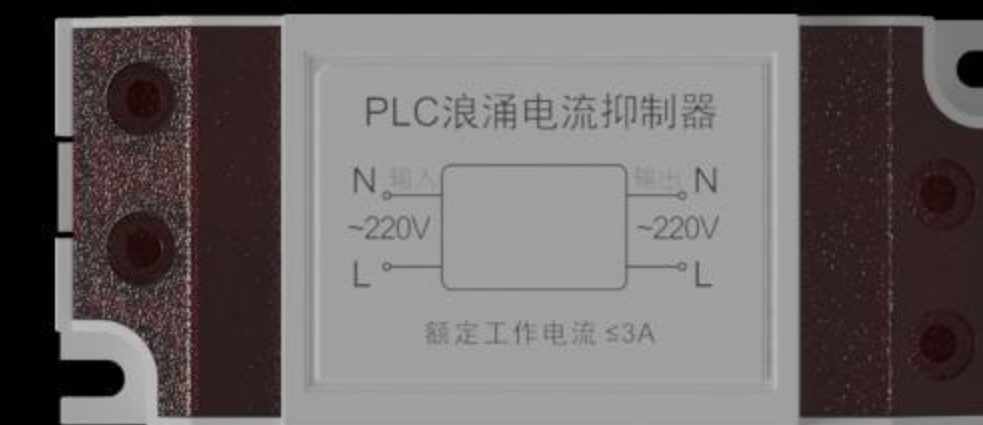 PLC浪涌电流抑制器
N 输入 输出 N
~220V ~220V
L L
额定工作电流 ≤3A